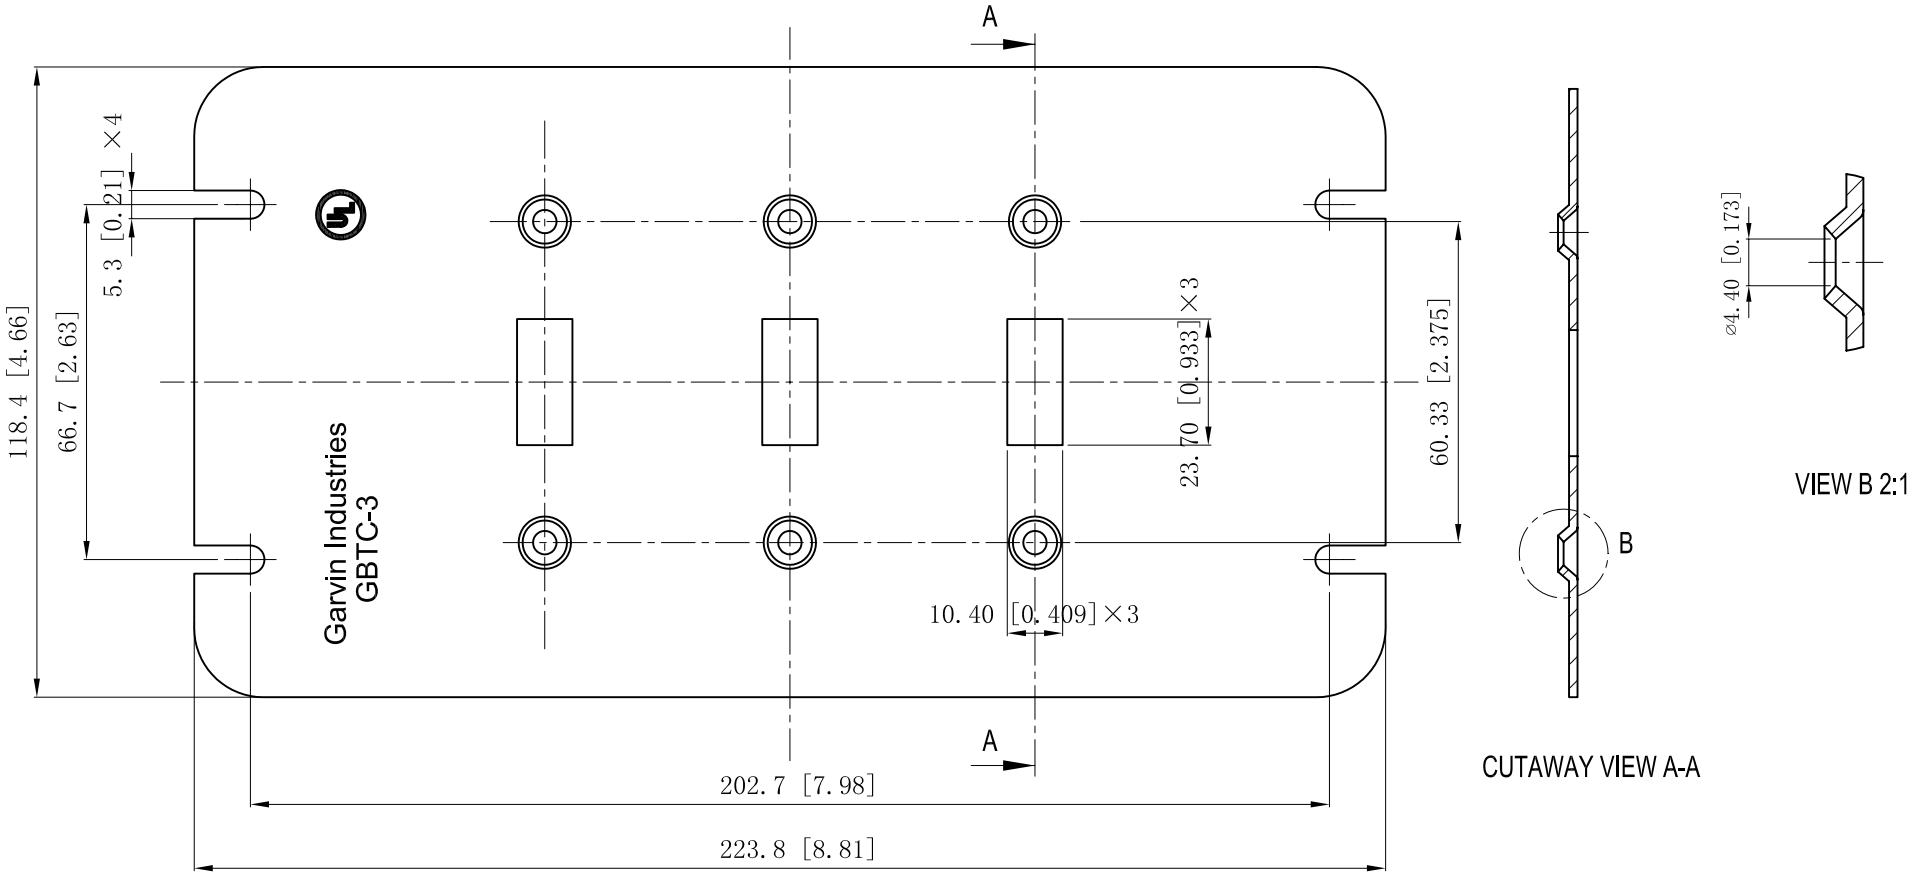 A
118.4 [4.66]
66.7 [2.63]
5.3 [0.21] ×4
UL
Garvin Industries
GBTC-3
23.70 [0.933]×3
60.33 [2.375]
10.40 [0.409]×3
A
202.7 [7.98]
223.8 [8.81]
B
CUTAWAY VIEW A-A
⌀4.40 [0.173]
VIEW B 2:1